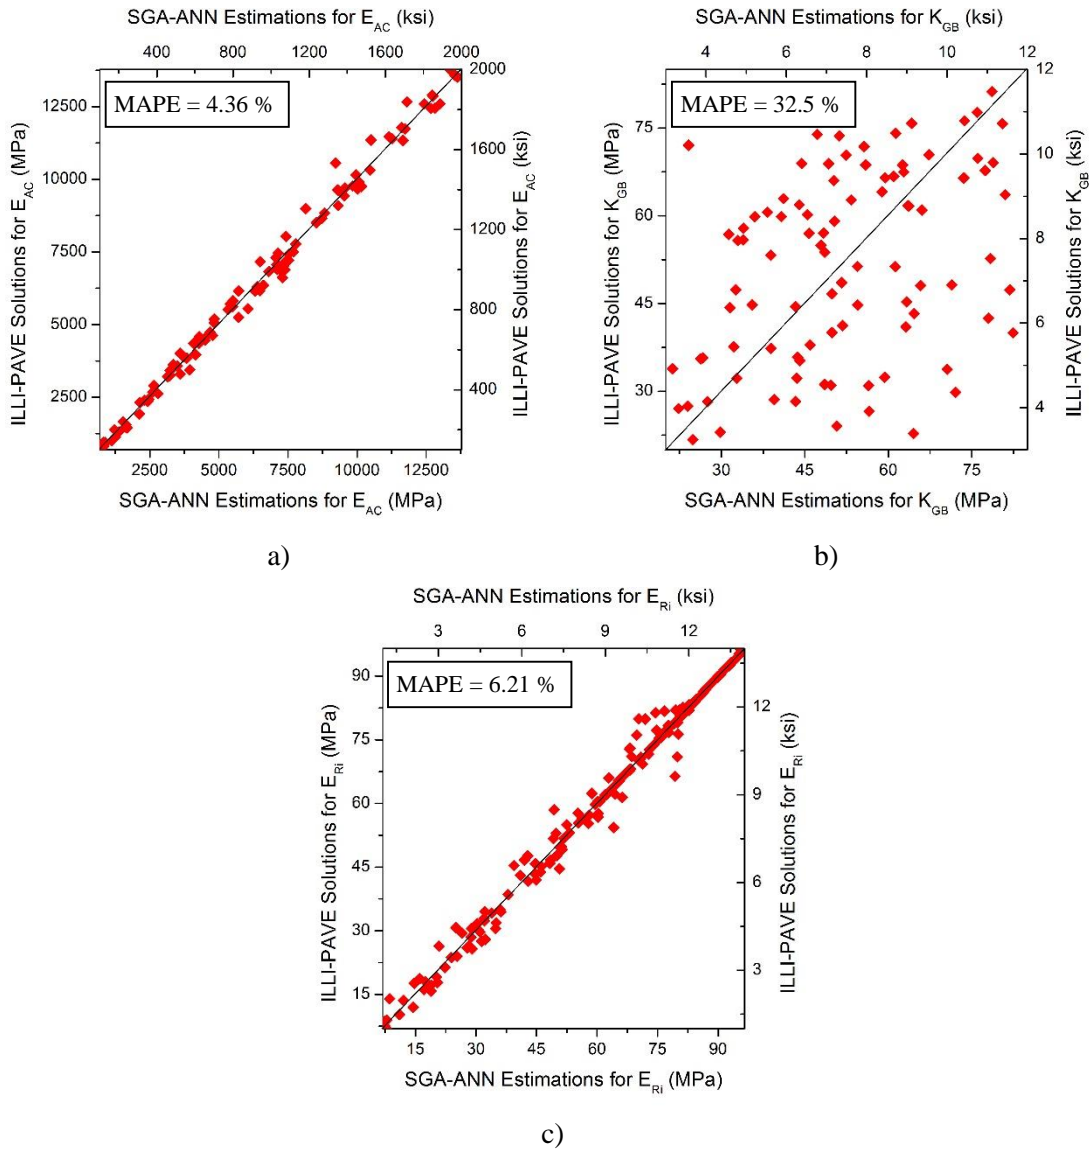 SGA-ANN Estimations for E_AC (ksi)
400 800 1200 1600 2000
MAPE = 4.36 %
ILLI-PAVE Solutions for E_AC (MPa)
12500
10000
7500
5000
2500
2000
1600
1200
800
400
ILLI-PAVE Solutions for E_AC (ksi)
2500 5000 7500 10000 12500
SGA-ANN Estimations for E_AC (MPa)
a)
SGA-ANN Estimations for K_GB (ksi)
4 6 8 10 12
MAPE = 32.5 %
ILLI-PAVE Solutions for K_GB (MPa)
75
60
45
30
12
10
8
6
4
ILLI-PAVE Solutions for K_GB (ksi)
30 45 60 75
SGA-ANN Estimations for K_GB (MPa)
b)
SGA-ANN Estimations for E_Ri (ksi)
3 6 9 12
MAPE = 6.21 %
ILLI-PAVE Solutions for E_Ri (MPa)
90
75
60
45
30
15
12
9
6
3
ILLI-PAVE Solutions for E_Ri (ksi)
15 30 45 60 75 90
SGA-ANN Estimations for E_Ri (MPa)
c)